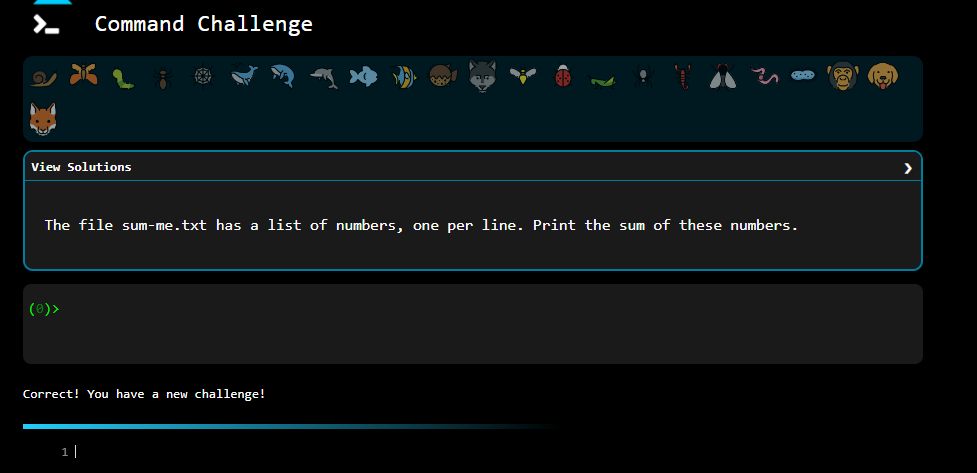 Command Challenge
View Solutions
The file sum-me.txt has a list of numbers, one per line. Print the sum of these numbers.
(0)>
Correct! You have a new challenge!
1